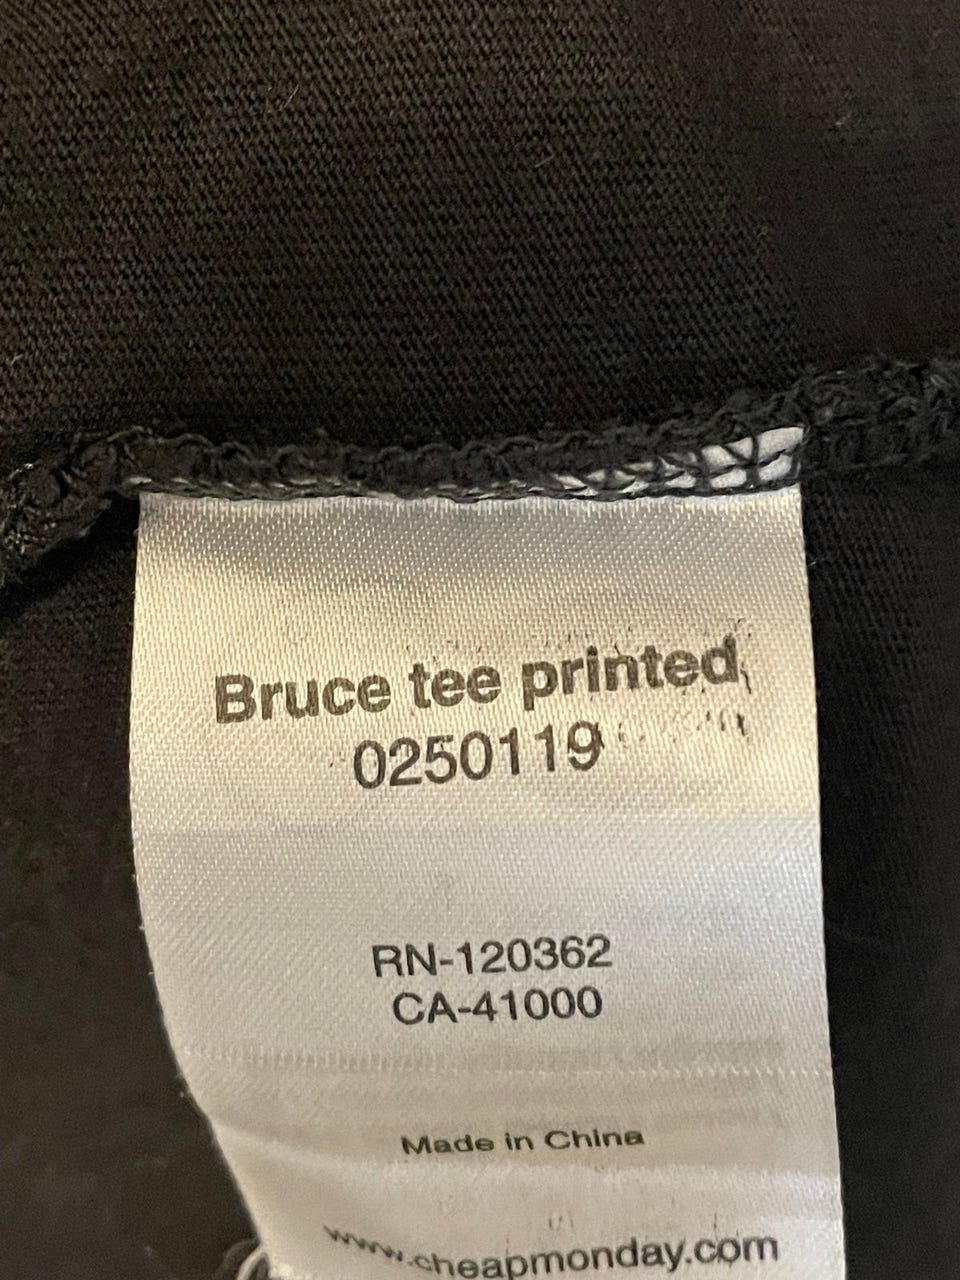 Bruce tee printed
0250119
RN-120362
CA-41000
Made in China
www.cheapmonday.com